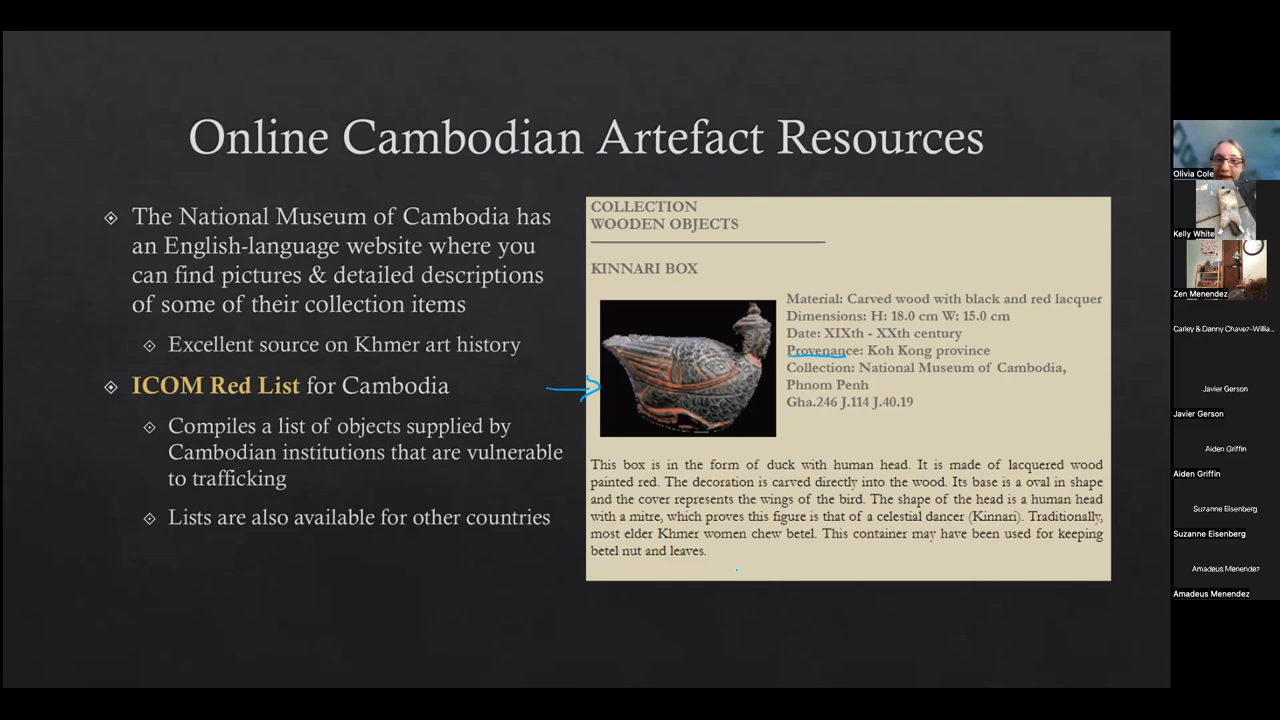 Online Cambodian Artefact Resources
The National Museum of Cambodia has
an English-language website where you
can find pictures & detailed descriptions
of some of their collection items
Excellent source on Khmer art history
ICOM Red List for Cambodia
Compiles a list of objects supplied by
Cambodian institutions that are vulnerable
to trafficking
Lists are also available for other countries
COLLECTION
WOODEN OBJECTS
KINNARI BOX
Material: Carved wood with black and red lacquer
Dimensions: H: 18.0 cm W: 15.0 cm
Date: XIXth - XXth century
Provenance: Koh Kong province
Collection: National Museum of Cambodia,
Phnom Penh
Gha.246 J.114 J.40.19
This box is in the form of duck with human head. It is made of lacquered wood
painted red. The decoration is carved directly into the wood. Its base is a oval in shape
and the cover represents the wings of the bird. The shape of the head is a human head
with a mitre, which proves this figure is that of a celestial dancer (Kinnari). Traditionally,
most elder Khmer women chew betel. This container may have been used for keeping
betel nut and leaves.
Olivia Cole
Kelly White
Zen Menendez
Carley & Danny Chavez-Willia...
Javier Gerson
Javier Gerson
Aiden Griffin
Aiden Griffin
Suzanne Eisenberg
Suzanne Eisenberg
Amadeus Menendez
Amadeus Menendez